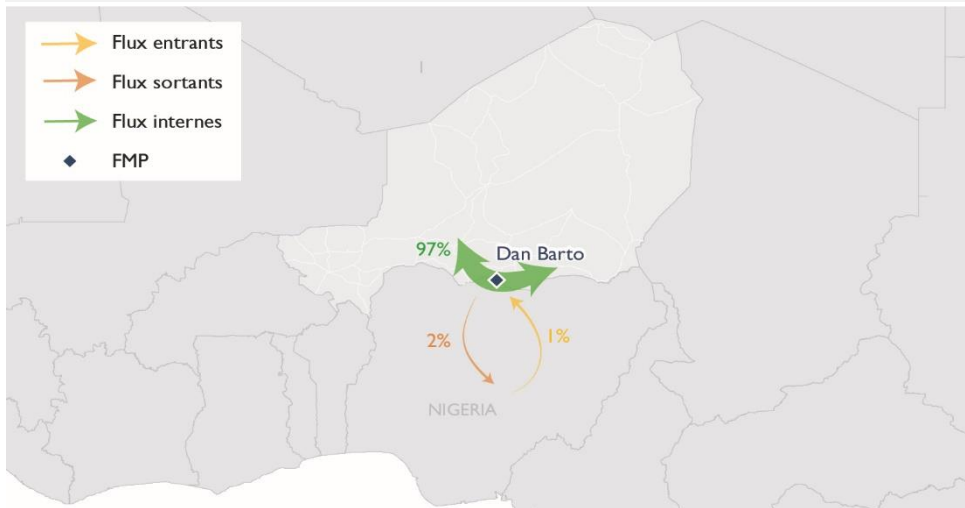 Flux entrants
Flux sortants
Flux internes
FMP
97%
Dan Barto
2%
1%
NIGERIA